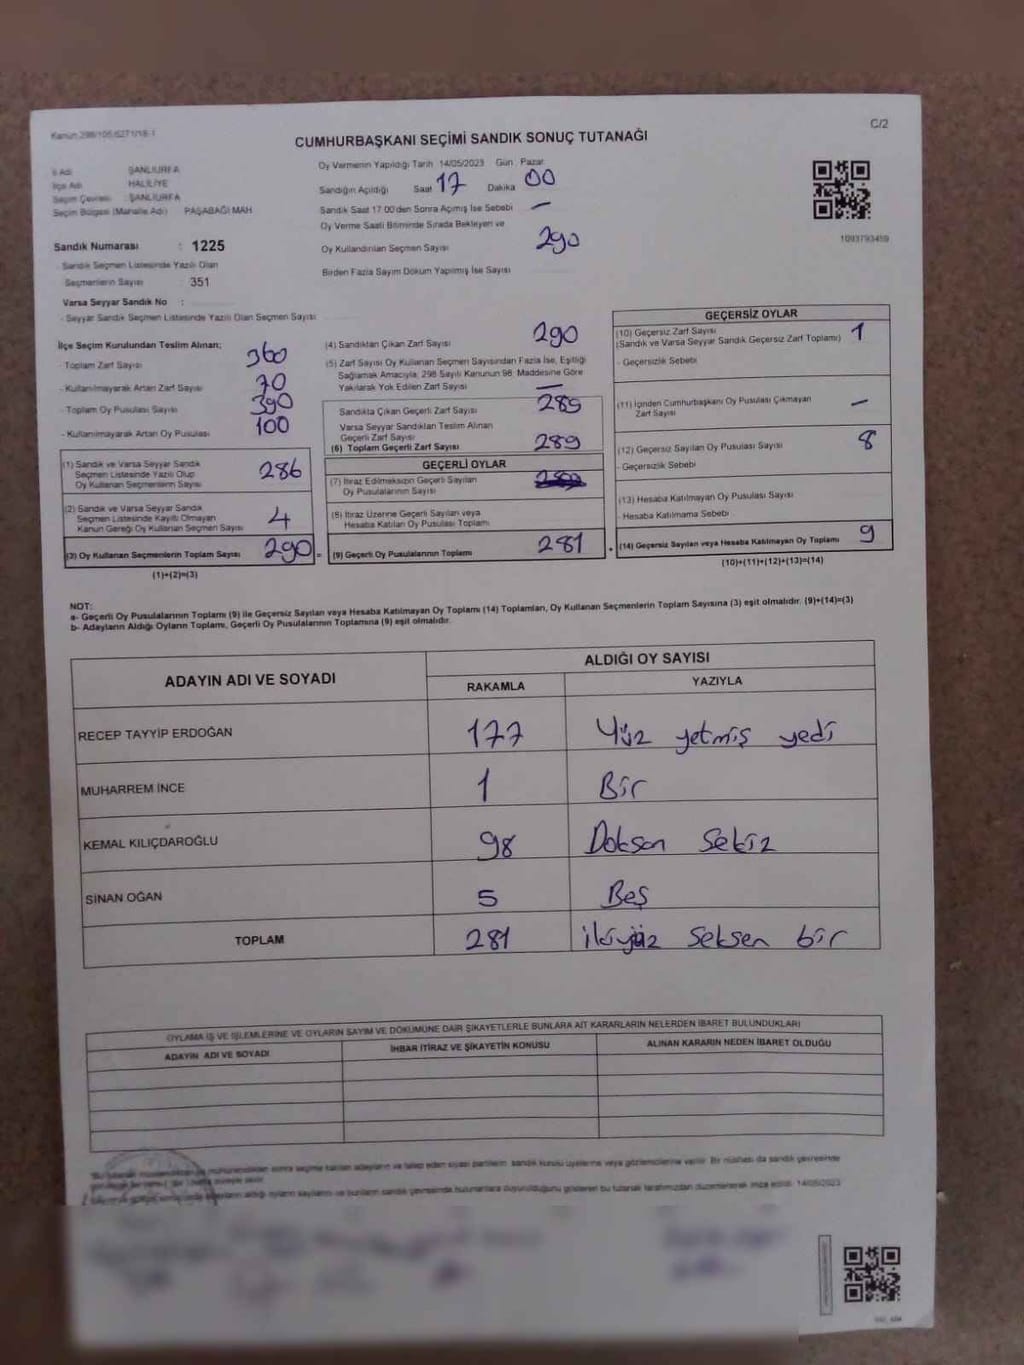 Kanun 298/105;6271/18-1
C/2
CUMHURBAŞKANI SEÇİMİ SANDIK SONUÇ TUTANAĞI
İl Adı ŞANLIURFA
İlçe Adı HALİLİYE
Seçim Çevresi : ŞANLIURFA
Seçim Bölgesi (Mahalle Adı) PAŞABAĞI MAH
Sandık Numarası : 1225
- Sandık Seçmen Listesinde Yazılı Olan
Seçmenlerin Sayısı : 351
Varsa Seyyar Sandık No :
- Seyyar Sandık Seçmen Listesinde Yazılı Olan Seçmen Sayısı
Oy Vermenin Yapıldığı Tarih 14/05/2023 Gün Pazar
Sandığın Açıldığı Saat 17 Dakika 00
Sandık Saat 17.00'den Sonra Açılmış İse Sebebi —
Oy Verme Saati Bitiminde Sırada Bekleyen ve
Oy Kullandırılan Seçmen Sayısı 290
Birden Fazla Sayım Döküm Yapılmış İse Sayısı
1093793459
İlçe Seçim Kurulundan Teslim Alınan;
- Toplam Zarf Sayısı 360
- Kullanılmayarak Artan Zarf Sayısı 70
- Toplam Oy Pusulası Sayısı 390
- Kullanılmayarak Artan Oy Pusulası 100
(1) Sandık ve Varsa Seyyar Sandık
Seçmen Listesinde Yazılı Olup
Oy Kullanan Seçmenlerin Sayısı 286
(2) Sandık ve Varsa Seyyar Sandık
Seçmen Listesinde Kayıtlı Olmayan
Kanun Gereği Oy Kullanan Seçmen Sayısı 4
(3) Oy Kullanan Seçmenlerin Toplam Sayısı 290 =
(1)+(2)=(3)
(4) Sandıktan Çıkan Zarf Sayısı 290
(5) Zarf Sayısı Oy Kullanan Seçmen Sayısından Fazla İse, Eşitliği
Sağlamak Amacıyla; 298 Sayılı Kanunun 98. Maddesine Göre
Yakılarak Yok Edilen Zarf Sayısı —
Sandıkta Çıkan Geçerli Zarf Sayısı 289
Varsa Seyyar Sandıktan Teslim Alınan
Geçerli Zarf Sayısı
(6) Toplam Geçerli Zarf Sayısı 289
GEÇERLİ OYLAR
(7) İtiraz Edilmeksizin Geçerli Sayılan
Oy Pusulalarının Sayısı
(8) İtiraz Üzerine Geçerli Sayılan veya
Hesaba Katılan Oy Pusulası Toplamı
(9) Geçerli Oy Pusulalarının Toplamı 281 +
GEÇERSİZ OYLAR
(10) Geçersiz Zarf Sayısı 1
(Sandık ve Varsa Seyyar Sandık Geçersiz Zarf Toplamı)
- Geçersizlik Sebebi
(11) İçinden Cumhurbaşkanı Oy Pusulası Çıkmayan —
Zarf Sayısı
(12) Geçersiz Sayılan Oy Pusulası Sayısı 8
- Geçersizlik Sebebi
(13) Hesaba Katılmayan Oy Pusulası Sayısı
- Hesaba Katılmama Sebebi
(14) Geçersiz Sayılan veya Hesaba Katılmayan Oy Toplamı 9
(10)+(11)+(12)+(13)=(14)
NOT:
a- Geçerli Oy Pusulalarının Toplamı (9) ile Geçersiz Sayılan veya Hesaba Katılmayan Oy Toplamı (14) Toplamları, Oy Kullanan Seçmenlerin Toplam Sayısına (3) eşit olmalıdır. (9)+(14)=(3)
b- Adayların Aldığı Oyların Toplamı, Geçerli Oy Pusulalarının Toplamına (9) eşit olmalıdır.
ADAYIN ADI VE SOYADI ALDIĞI OY SAYISI
RAKAMLA YAZIYLA
RECEP TAYYİP ERDOĞAN 177 Yüz yetmiş yedi
MUHARREM İNCE 1 Bir
KEMAL KILIÇDAROĞLU 98 Doksan Sekiz
SİNAN OĞAN 5 Beş
TOPLAM 281 ikiyüz Seksen bir
OYLAMA İŞ VE İŞLEMLERİNE VE OYLARIN SAYIM VE DÖKÜMÜNE DAİR ŞİKAYETLERLE BUNLARA AİT KARARLARIN NELERDEN İBARET BULUNDUKLARI
ADAYIN ADI VE SOYADI İHBAR İTİRAZ VE ŞİKAYETİN KONUSU ALINAN KARARIN NEDEN İBARET OLDUĞU